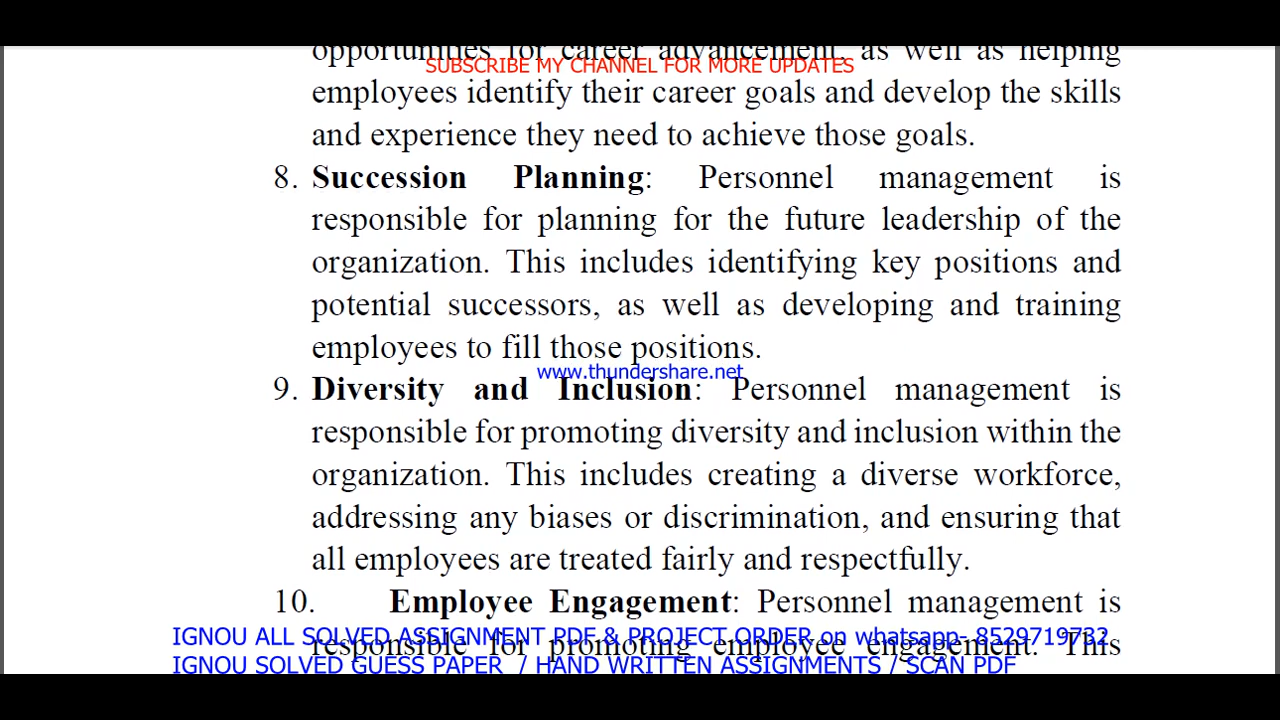 opportunities for career advancement, as well as helping
SUBSCRIBE MY CHANNEL FOR MORE UPDATES
employees identify their career goals and develop the skills
and experience they need to achieve those goals.
8. Succession Planning: Personnel management is
responsible for planning for the future leadership of the
organization. This includes identifying key positions and
potential successors, as well as developing and training
employees to fill those positions.
www.thundershare.net
9. Diversity and Inclusion: Personnel management is
responsible for promoting diversity and inclusion within the
organization. This includes creating a diverse workforce,
addressing any biases or discrimination, and ensuring that
all employees are treated fairly and respectfully.
10. Employee Engagement: Personnel management is
IGNOU ALL SOLVED ASSIGNMENT PDF & PROJECT ORDER on whatsapp- 8529719732
responsible for promoting employee engagement. This
IGNOU SOLVED GUESS PAPER / HAND WRITTEN ASSIGNMENTS / SCAN PDF